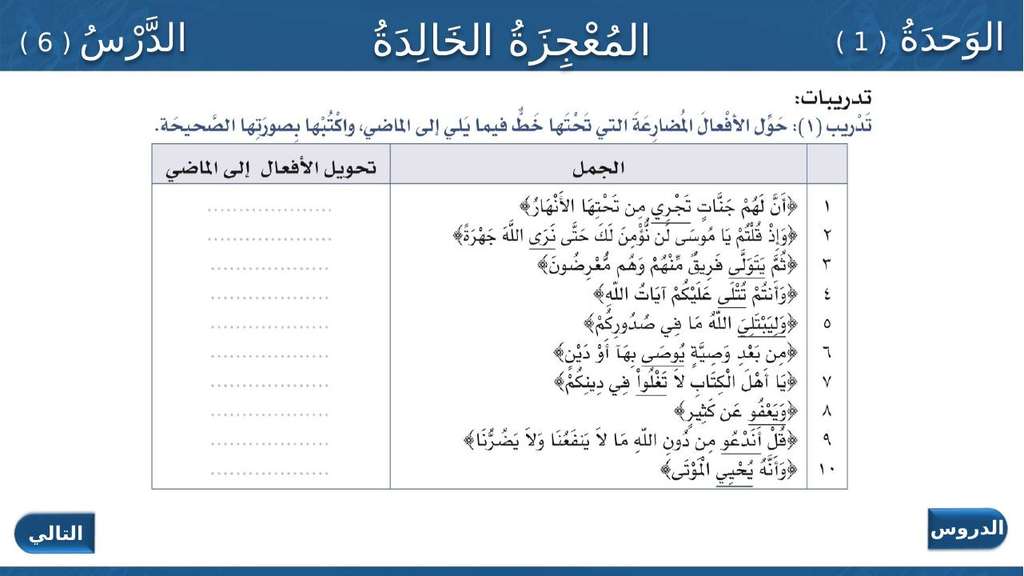 الوَحدَةُ ( 1 )
المُعْجِزَةُ الخَالِدَةُ
الدَّرْسُ ( 6 )
تدريبات:
تَدْريب (١): حَوِّل الأفْعالَ المُضارِعَةَ التي تَحْتَها خَطٌّ فيما يَلي إلى الماضي، واكْتُبْها بِصورَتِها الصَّحيحَة.
الجمل تحويل الأفعال إلى الماضي
١ ﴿أَنَّ لَهُمْ جَنَّاتٍ تَجْرِي مِن تَحْتِهَا الأَنْهَارُ﴾ ....................
٢ ﴿وَإِذْ قُلْتُمْ يَا مُوسَى لَن نُّؤْمِنَ لَكَ حَتَّى نَرَى اللَّهَ جَهْرَةً﴾ ....................
٣ ﴿ثُمَّ يَتَوَلَّى فَرِيقٌ مِّنْهُمْ وَهُم مُّعْرِضُونَ﴾ ...................
٤ ﴿وَأَنتُمْ تُتْلَى عَلَيْكُمْ آيَاتُ اللّهِ﴾ ...................
٥ ﴿وَلِيَبْتَلِيَ اللّهُ مَا فِي صُدُورِكُمْ﴾ ...................
٦ ﴿مِن بَعْدِ وَصِيَّةٍ يُوصَى بِهَآ أَوْ دَيْنٍ﴾ ...................
٧ ﴿يَا أَهْلَ الْكِتَابِ لاَ تَغْلُواْ فِي دِينِكُمْ﴾ ...................
٨ ﴿وَيَعْفُو عَن كَثِيرٍ﴾ ...................
٩ ﴿قُلْ أَنَدْعُو مِن دُونِ اللّهِ مَا لاَ يَنفَعُنَا وَلاَ يَضُرُّنَا﴾ ...................
١٠ ﴿وَأَنَّهُ يُحْيِي الْمَوْتَى﴾ ...................
الدروس
التالي